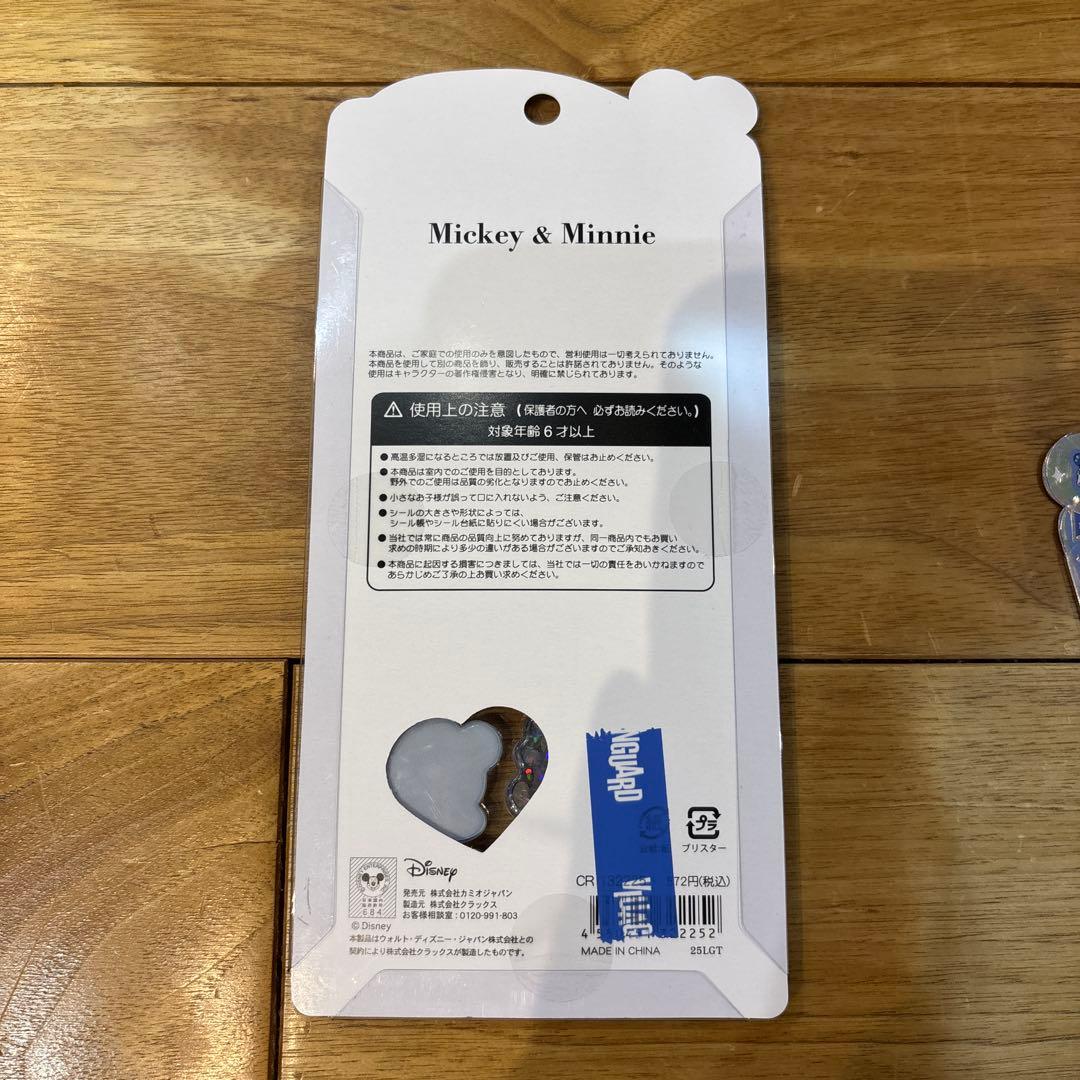 Mickey & Minnie
本商品は、ご家庭での使用のみを意図したもので、営利使用は一切考えられておりません。
本商品を使用して別の商品を飾り、販売することは許諾されておりません。そのような
使用はキャラクターの著作権侵害となり、明確に禁じられております。
⚠ 使用上の注意 (保護者の方へ 必ずお読みください。)
対象年齢6才以上
●高温多湿になるところでは放置及びご使用、保管はお止めください。
●本商品は室内でのご使用を目的としております。
野外でのご使用は品質の劣化となりますのでお止めください。
●小さなお子様が誤って口に入れないよう、ご注意ください。
●シールの大きさや形状によっては、
シール帳やシール台紙に貼りにくい場合がございます。
●当社では常に商品の品質向上に努めておりますが、同一商品内でもお買い
求めの時期により多少の違いがある場合がございますのでご承知おきください。
●本商品に起因する損害につきましては、当社では一切の責任をおいかねますので
あらかじめご了承の上お買い求めください。
NGUARD
プラ
ブリスター
Disney
発売元 株式会社カミオジャパン
製造元 株式会社クラックス
お客様相談室:0120-991-803
684
© Disney
本製品はウォルト・ディズニー・ジャパン株式会社との
契約により株式会社クラックスが製造したものです。
CR 572円(税込)
VILLAG
MADE IN CHINA 25LGT